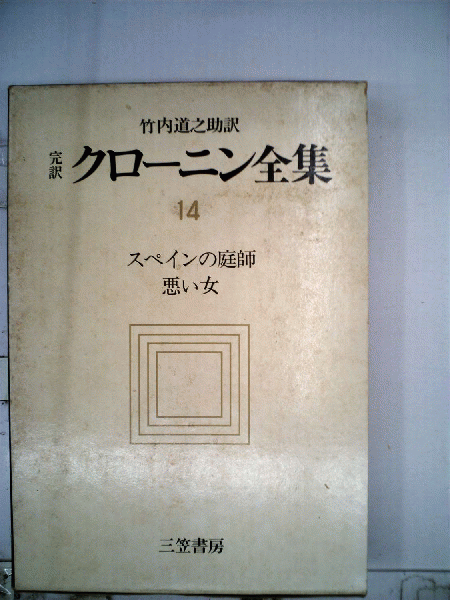 竹内道之助訳
完訳 クローニン全集
14
スペインの庭師
悪い女
三笠書房